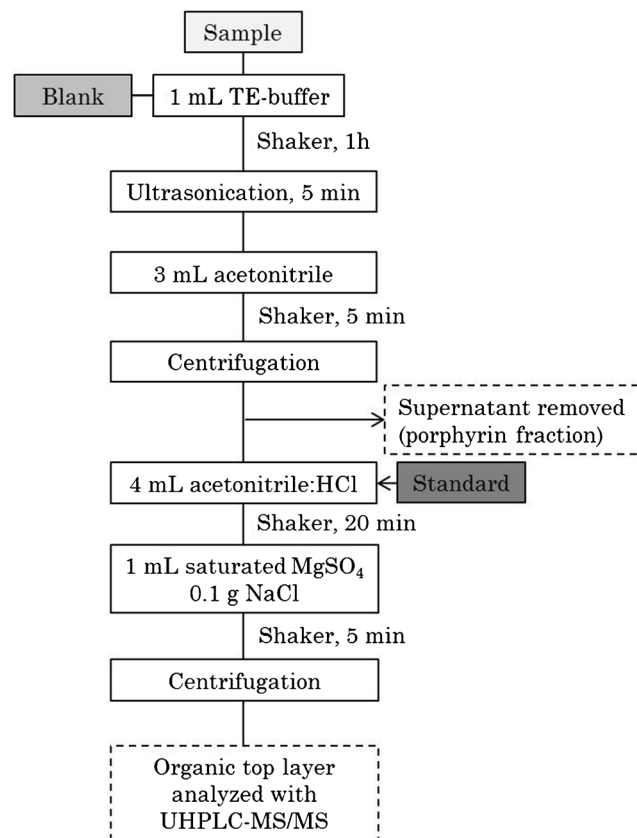 Sample
Blank
1 mL TE-buffer
Shaker, 1h
Ultrasonication, 5 min
3 mL acetonitrile
Shaker, 5 min
Centrifugation
Supernatant removed
(porphyrin fraction)
4 mL acetonitrile:HCl
Standard
Shaker, 20 min
1 mL saturated MgSO₄
0.1 g NaCl
Shaker, 5 min
Centrifugation
Organic top layer
analyzed with
UHPLC-MS/MS